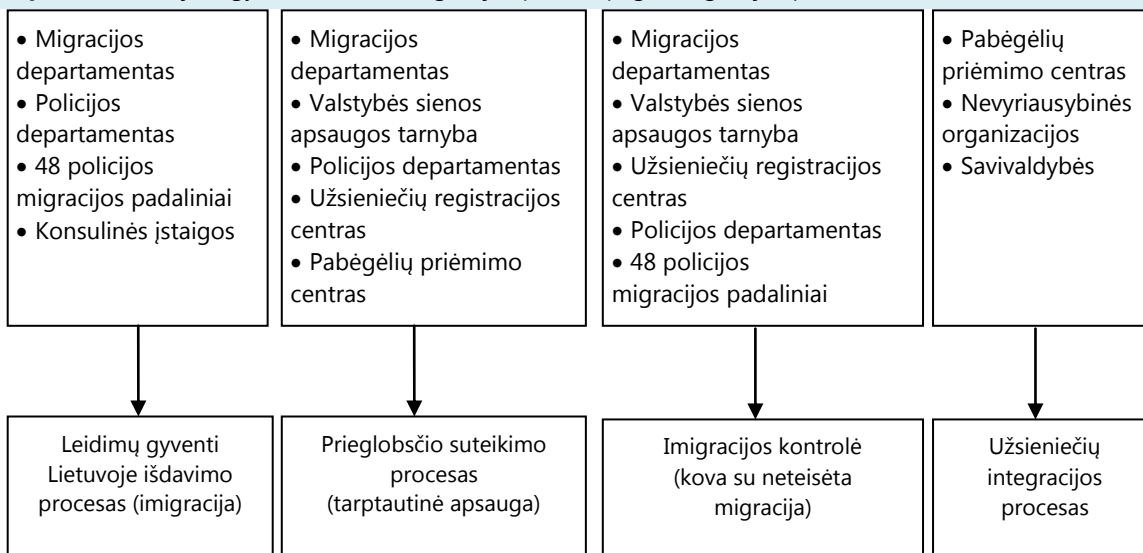 • Migracijos
departamentas
• Policijos
departamentas
• 48 policijos
migracijos padaliniai
• Konsulinės įstaigos
• Migracijos
departamentas
• Valstybės sienos
apsaugos tarnyba
• Policijos departamentas
• Užsieniečių registracijos
centras
• Pabėgėlių priėmimo
centras
• Migracijos
departamentas
• Valstybės sienos
apsaugos tarnyba
• Užsieniečių registracijos
centras
• Policijos departamentas
• 48 policijos
migracijos padaliniai
• Pabėgėlių
priėmimo centras
• Nevyriausybinės
organizacijos
• Savivaldybės
Leidimų gyventi
Lietuvoje išdavimo
procesas (imigracija)
Prieglobsčio suteikimo
procesas
(tarptautinė apsauga)
Imigracijos kontrolė
(kova su neteisėta
migracija)
Užsieniečių
integracijos
procesas